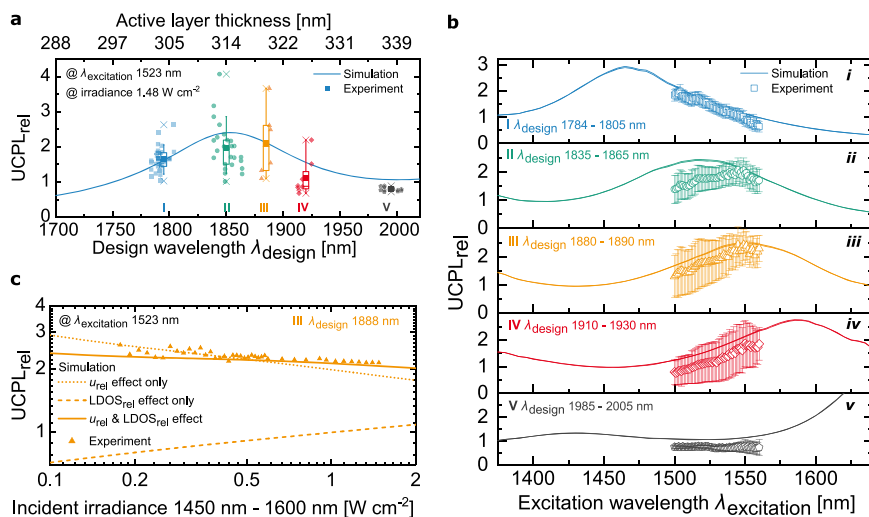 a
Active layer thickness [nm]
288 297 305 314 322 331 339
@ λexcitation 1523 nm
@ irradiance 1.48 W cm⁻²
Simulation
Experiment
UCPLrel
5
4
3
2
1
0
I II III IV V
1700 1750 1800 1850 1900 1950 2000
Design wavelength λdesign [nm]
b
3
2
1
0
Simulation
Experiment
i
I λdesign 1784 - 1805 nm
2
1
0
II λdesign 1835 - 1865 nm
ii
2
1
0
III λdesign 1880 - 1890 nm
iii
2
1
0
IV λdesign 1910 - 1930 nm
iv
2
1
0
V λdesign 1985 - 2005 nm
v
UCPLrel
1400 1450 1500 1550 1600
Excitation wavelength λexcitation [nm]
c
@ λexcitation 1523 nm
III λdesign 1888 nm
UCPLrel
4
3
2
1
Simulation
urel effect only
LDOSrel effect only
urel & LDOSrel effect
Experiment
0.1 0.2 1 2
Incident irradiance 1450 nm - 1600 nm [W cm⁻²]